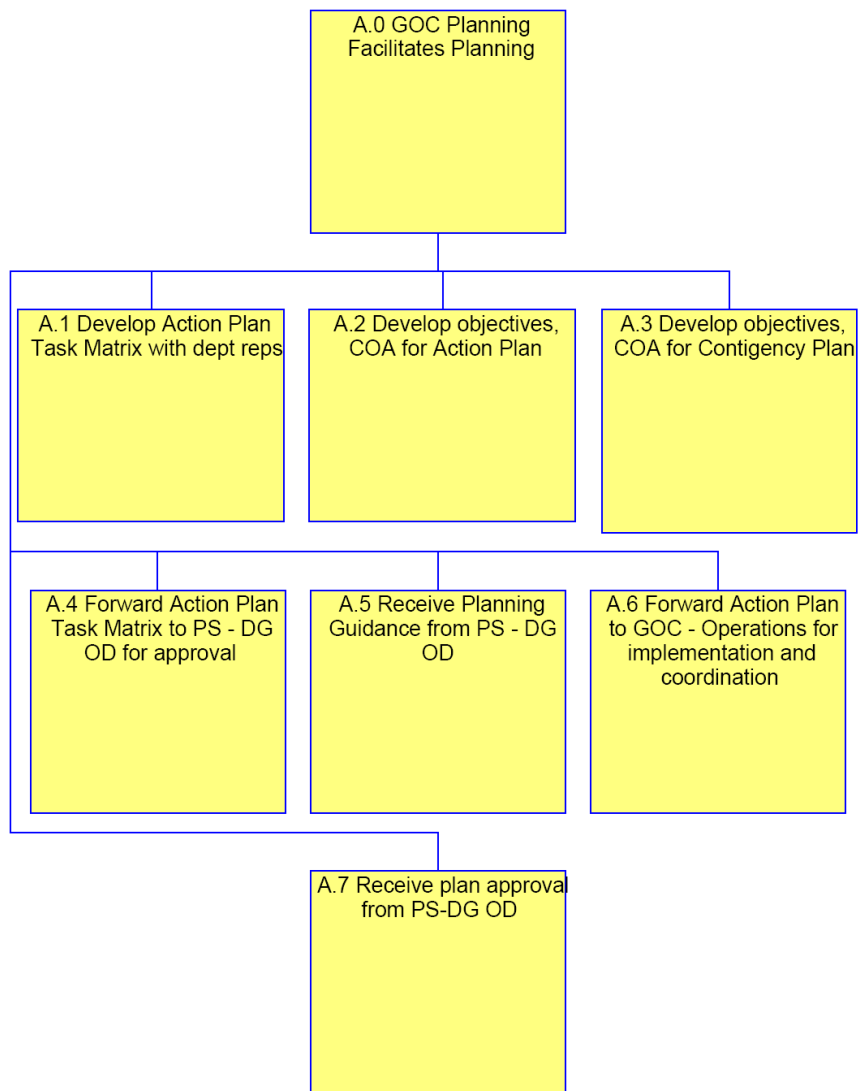 A.0 GOC Planning
Facilitates Planning
A.1 Develop Action Plan
Task Matrix with dept reps
A.2 Develop objectives,
COA for Action Plan
A.3 Develop objectives,
COA for Contigency Plan
A.4 Forward Action Plan
Task Matrix to PS - DG
OD for approval
A.5 Receive Planning
Guidance from PS - DG
OD
A.6 Forward Action Plan
to GOC - Operations for
implementation and
coordination
A.7 Receive plan approval
from PS-DG OD